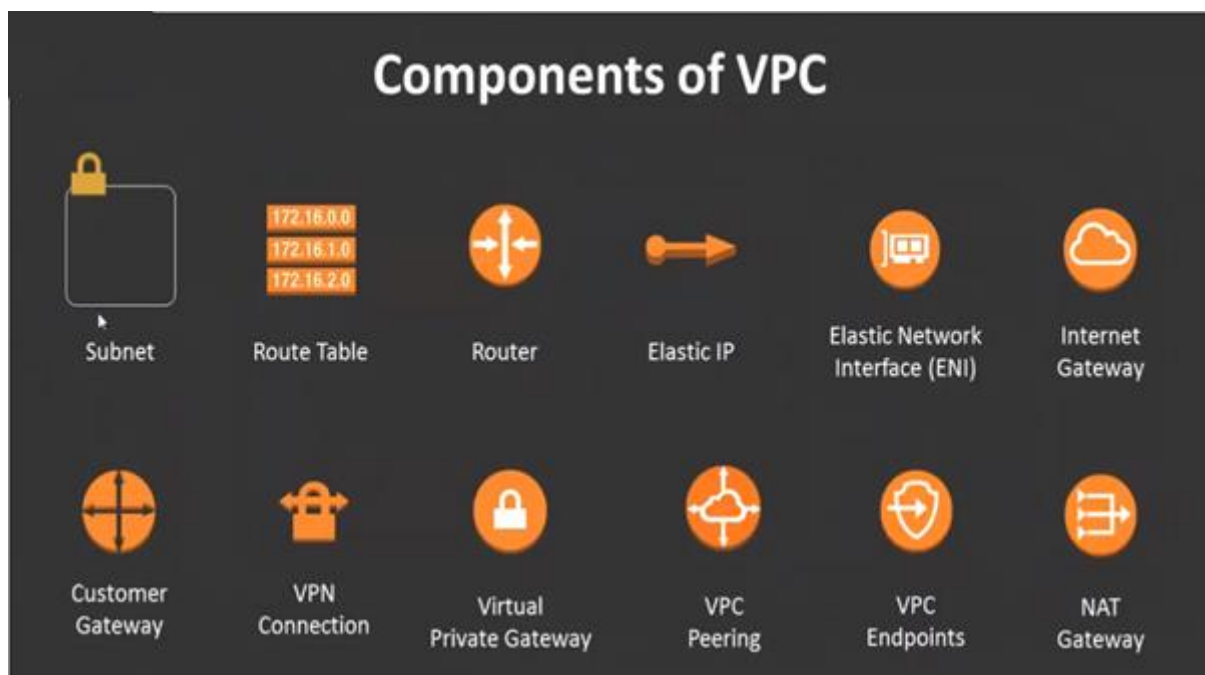 Components of VPC
172.16.0.0
172.16.1.0
172.16.2.0
Subnet
Route Table
Router
Elastic IP
Elastic Network
Interface (ENI)
Internet
Gateway
Customer
Gateway
VPN
Connection
Virtual
Private Gateway
VPC
Peering
VPC
Endpoints
NAT
Gateway